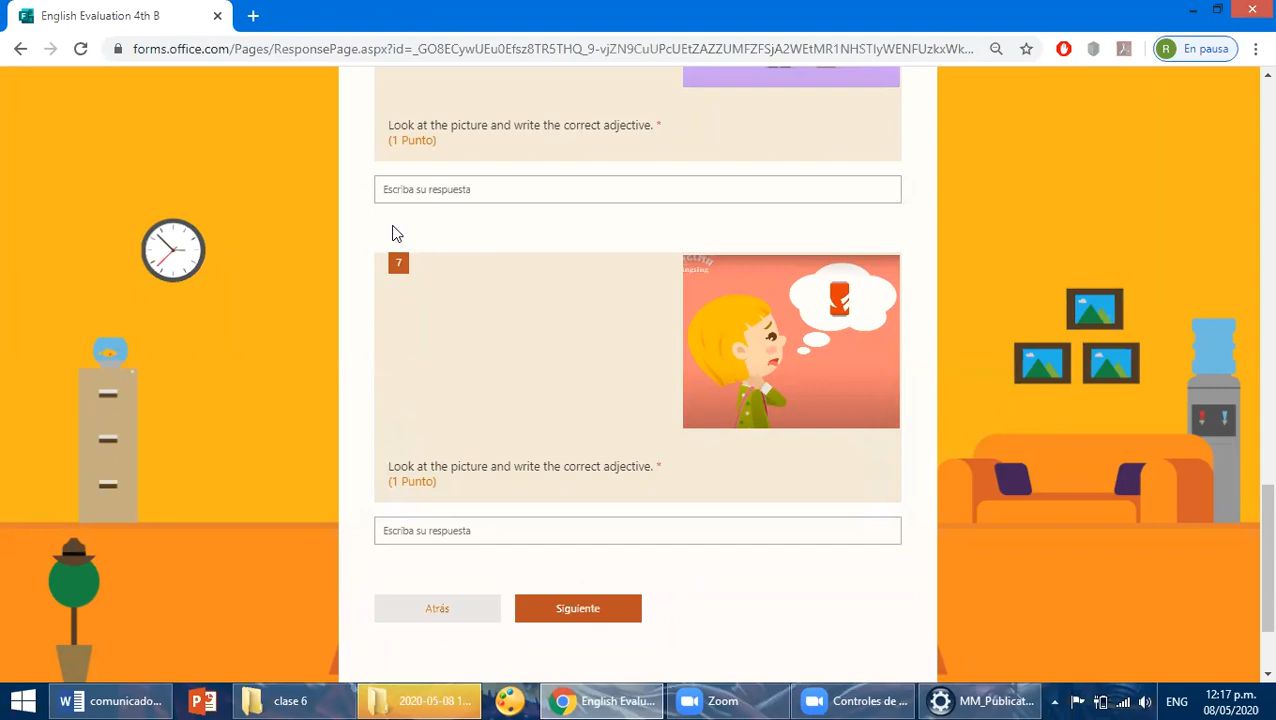 English Evaluation 4th B
forms.office.com/Pages/ResponsePage.aspx?id=_GO8ECywUEu0Efsz8TR5THQ_9-vjZN9CuUPcUEtZAZZUMFZFSjA2WEtMR1NHSTIyWENFUzkxWk...
R
En pausa
Look at the picture and write the correct adjective. *
(1 Punto)
Escriba su respuesta
7
Look at the picture and write the correct adjective. *
(1 Punto)
Escriba su respuesta
Atrás
Siguiente
comunicado...
clase 6
2020-05-08 1...
English Evalu...
Zoom
Controles de ...
MM_Públicat...
ENG
12:17 p.m.
08/05/2020